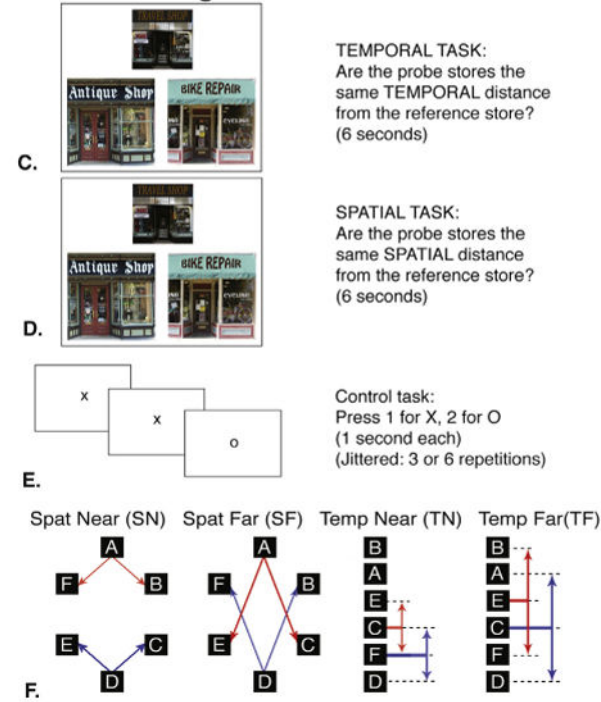 TRAVEL SHOP
Antique Shop
BIKE REPAIR
CYCLING
TEMPORAL TASK:
Are the probe stores the
same TEMPORAL distance
from the reference store?
(6 seconds)
C.
TRAVEL SHOP
Antique Shop
BIKE REPAIR
CYCLING
SPATIAL TASK:
Are the probe stores the
same SPATIAL distance
from the reference store?
(6 seconds)
D.
X
X
O
Control task:
Press 1 for X, 2 for O
(1 second each)
(Jittered: 3 or 6 repetitions)
E.
Spat Near (SN) Spat Far (SF) Temp Near (TN) Temp Far(TF)
A A B B
F B F B A A
E E
E C E C C C
F F
D D D D
F.